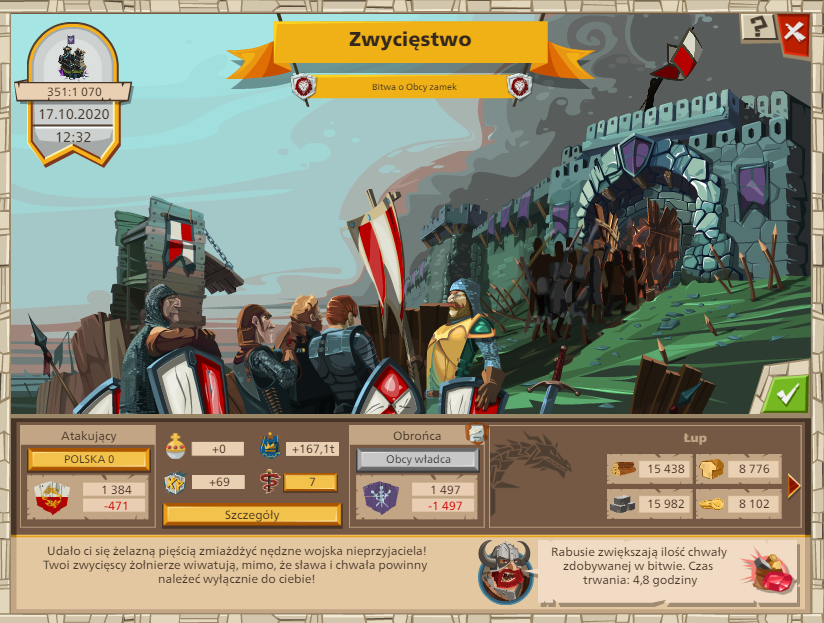 Zwycięstwo
Bitwa o Obcy zamek
?
351:1 070
17.10.2020
12:32
Atakujący
POLSKA 0
1 384
-471
+0
+167,1t
+69
XP
7
Szczegóły
Obrońca
Obcy władca
1 497
-1 497
Łup
15 438
8 776
15 982
8 102
Udało ci się żelazną pięścią zmiażdżyć nędzne wojska nieprzyjaciela!
Twoi zwycięscy żołnierze wiwatują, mimo, że sława i chwała powinny
należeć wyłącznie do ciebie!
Rabusie zwiększają ilość chwały
zdobywanej w bitwie. Czas
trwania: 4,8 godziny